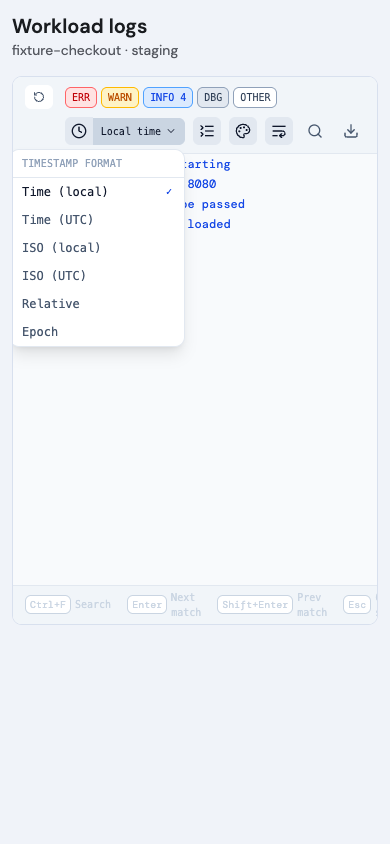 Workload logs
fixture-checkout · staging
ERR WARN INFO 4 DBG OTHER
Local time
TIMESTAMP FORMAT
Time (local) ✓
Time (UTC)
ISO (local)
ISO (UTC)
Relative
Epoch
8080
passed
loaded
Ctrl+F Search Enter Next match Shift+Enter Prev match Esc